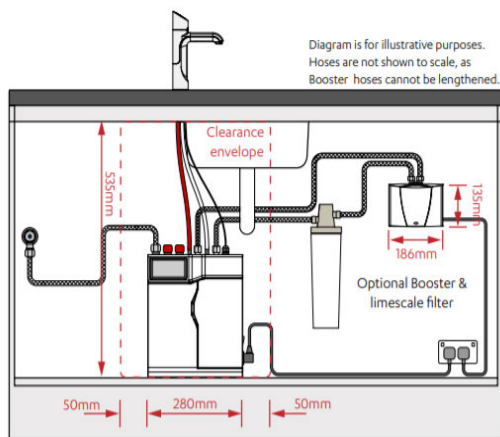 Diagram is for illustrative purposes.
Hoses are not shown to scale, as
Booster hoses cannot be lengthened.
Clearance
envelope
535mm
135mm
186mm
Optional Booster &
limescale filter
50mm
280mm
50mm